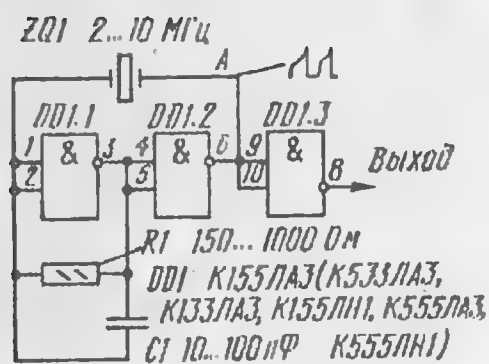 ZQ1 2...10 МГц
A
DD1.1 DD1.2 DD1.3
1 & 3 4 & 6 9 & 8 Выход
2 5 10
R1 150...1000 Ом
DD1 К155ЛА3 (К533ЛА3,
К133ЛА3, К155ЛН1, К555ЛА3,
C1 10...100 пФ К555ЛН1)